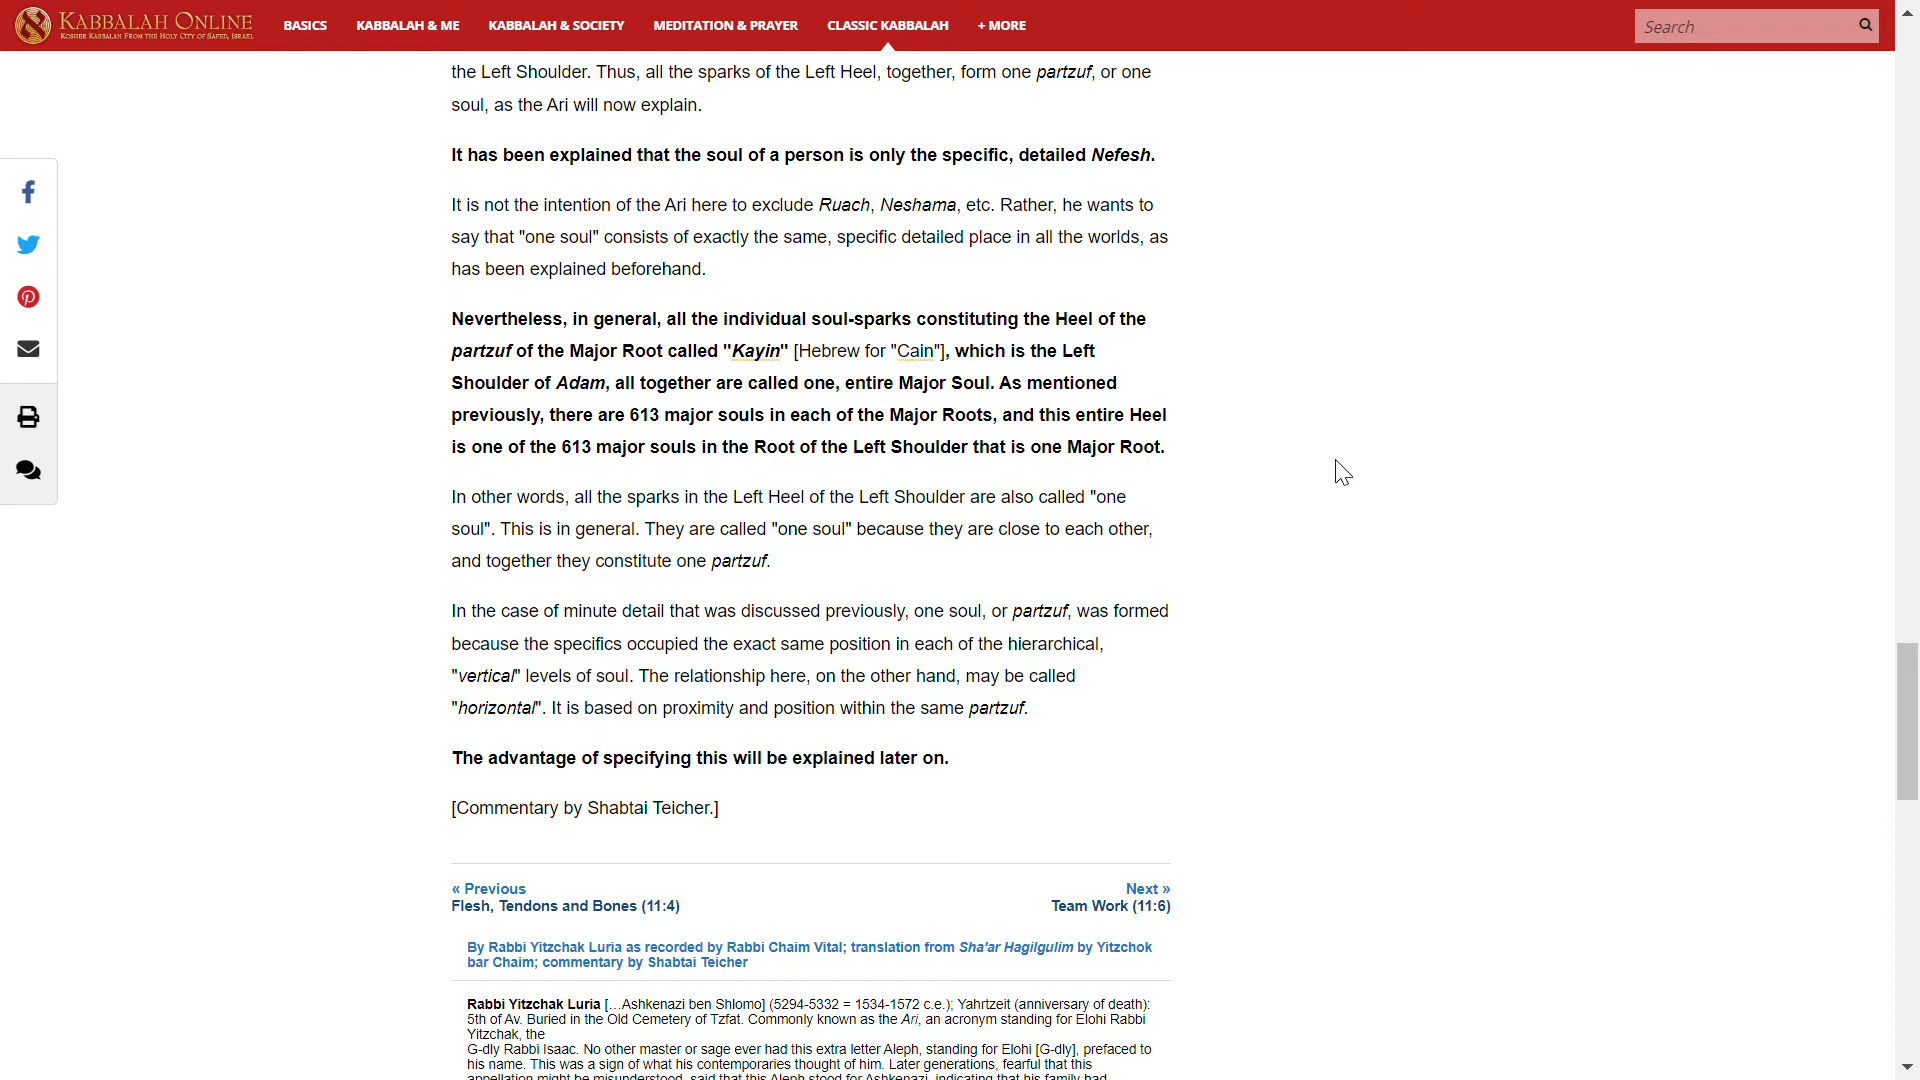 KABBALAH ONLINE
KOSHER KABBALAH FROM THE HOLY CITY OF SAFED, ISRAEL
BASICS
KABBALAH & ME
KABBALAH & SOCIETY
MEDITATION & PRAYER
CLASSIC KABBALAH
+ MORE
Search
the Left Shoulder. Thus, all the sparks of the Left Heel, together, form one partzuf, or one
soul, as the Ari will now explain.
It has been explained that the soul of a person is only the specific, detailed Nefesh.
It is not the intention of the Ari here to exclude Ruach, Neshama, etc. Rather, he wants to
say that "one soul" consists of exactly the same, specific detailed place in all the worlds, as
has been explained beforehand.
Nevertheless, in general, all the individual soul-sparks constituting the Heel of the
partzuf of the Major Root called "Kayin" [Hebrew for "Cain"], which is the Left
Shoulder of Adam, all together are called one, entire Major Soul. As mentioned
previously, there are 613 major souls in each of the Major Roots, and this entire Heel
is one of the 613 major souls in the Root of the Left Shoulder that is one Major Root.
In other words, all the sparks in the Left Heel of the Left Shoulder are also called "one
soul". This is in general. They are called "one soul" because they are close to each other,
and together they constitute one partzuf.
In the case of minute detail that was discussed previously, one soul, or partzuf, was formed
because the specifics occupied the exact same position in each of the hierarchical,
"vertical" levels of soul. The relationship here, on the other hand, may be called
"horizontal". It is based on proximity and position within the same partzuf.
The advantage of specifying this will be explained later on.
[Commentary by Shabtai Teicher.]
« Previous
Flesh, Tendons and Bones (11:4)
Next »
Team Work (11:6)
By Rabbi Yitzchak Luria as recorded by Rabbi Chaim Vital; translation from Sha'ar Hagilgulim by Yitzchok
bar Chaim; commentary by Shabtai Teicher
Rabbi Yitzchak Luria [...Ashkenazi ben Shlomo] (5294-5332 = 1534-1572 c.e.); Yahrtzeit (anniversary of death):
5th of Av. Buried in the Old Cemetery of Tzfat. Commonly known as the Ari, an acronym standing for Elohi Rabbi
Yitzchak, the
G-dly Rabbi Isaac. No other master or sage ever had this extra letter Aleph, standing for Elohi [G-dly], prefaced to
his name. This was a sign of what his contemporaries thought of him. Later generations, fearful that this
appellation might be misunderstood, said that this Aleph stood for Ashkenazi, indicating that his family had